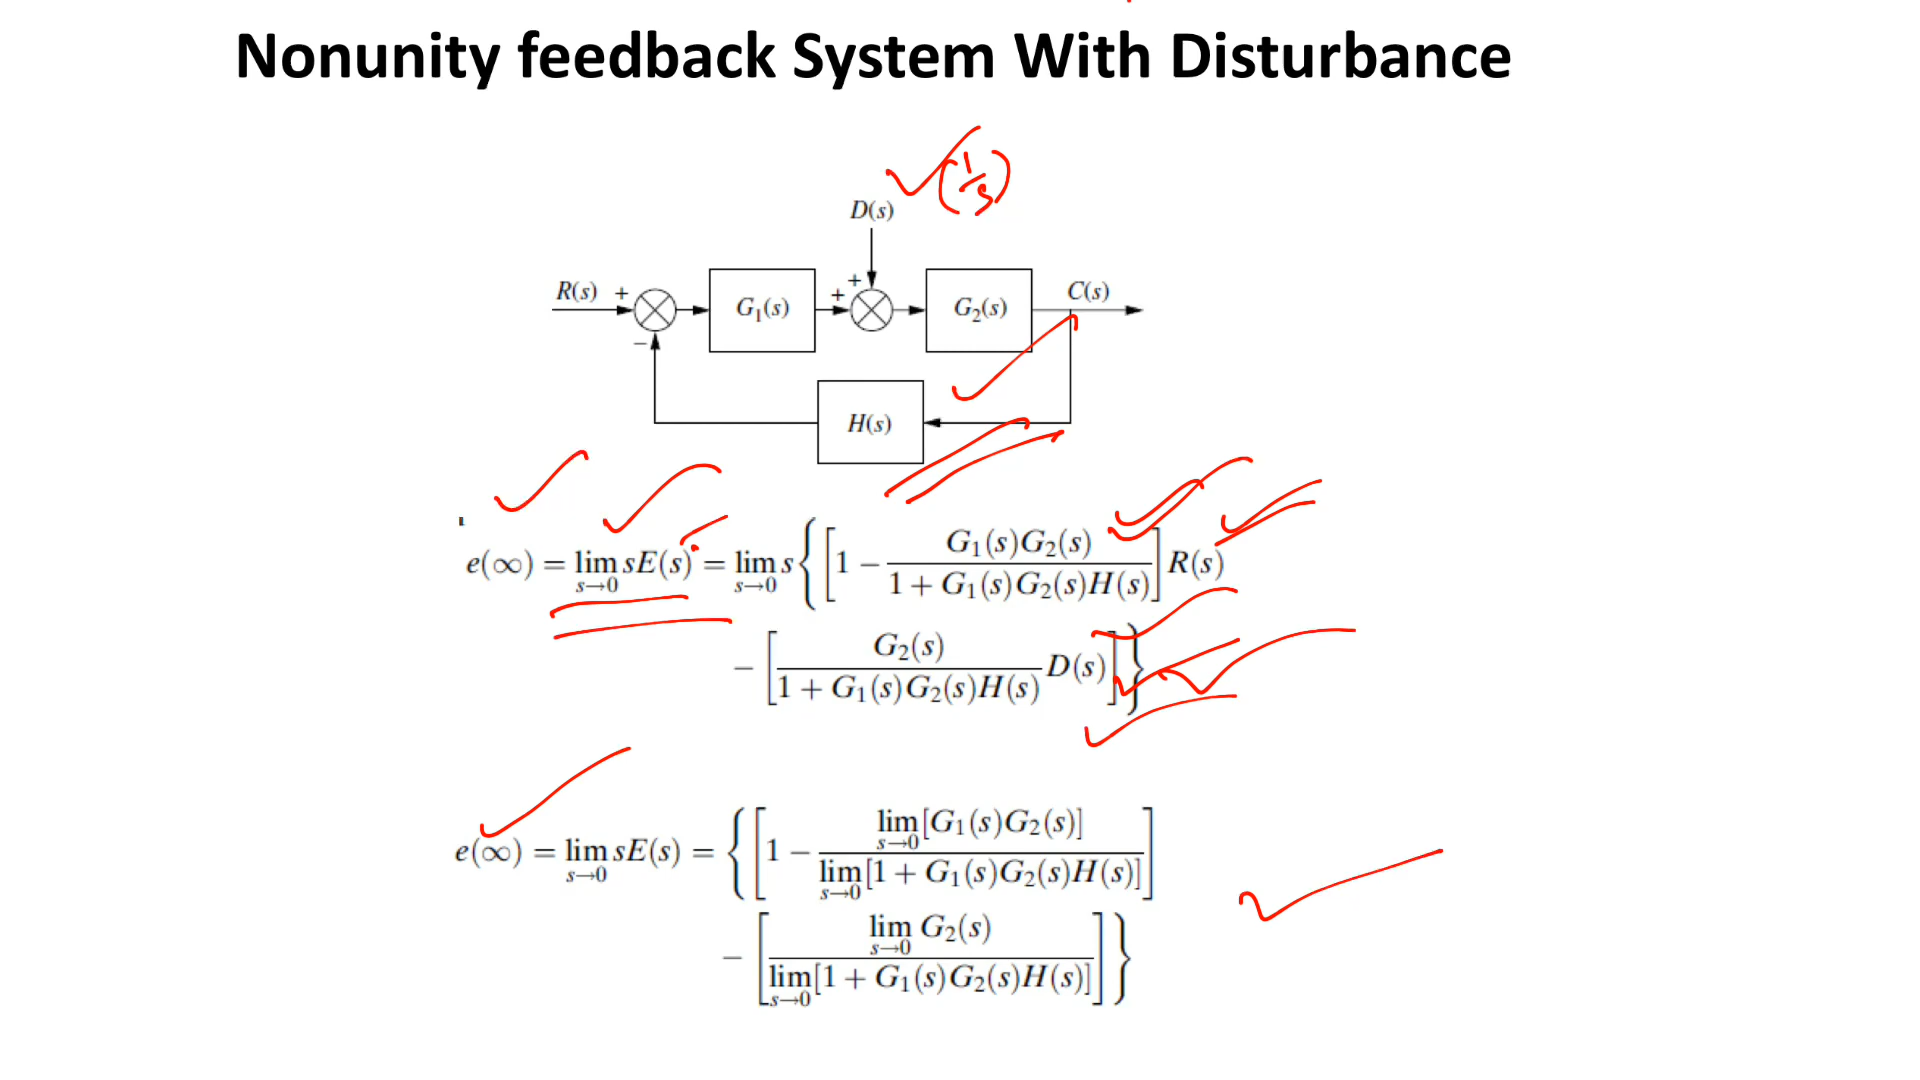 Nonunity feedback System With Disturbance
(1/s)
D(s)
R(s) + G₁(s) + + G₂(s) C(s)
−
H(s)
e(∞) = lim s→0 sE(s) = lim s→0 s{[1 − G₁(s)G₂(s) / 1 + G₁(s)G₂(s)H(s)] R(s)
− [G₂(s) / 1 + G₁(s)G₂(s)H(s) D(s)]}
e(∞) = lim s→0 sE(s) = {[1 − lim s→0 [G₁(s)G₂(s)] / lim s→0 [1 + G₁(s)G₂(s)H(s)]]
− [lim s→0 G₂(s) / lim s→0 [1 + G₁(s)G₂(s)H(s)]]}